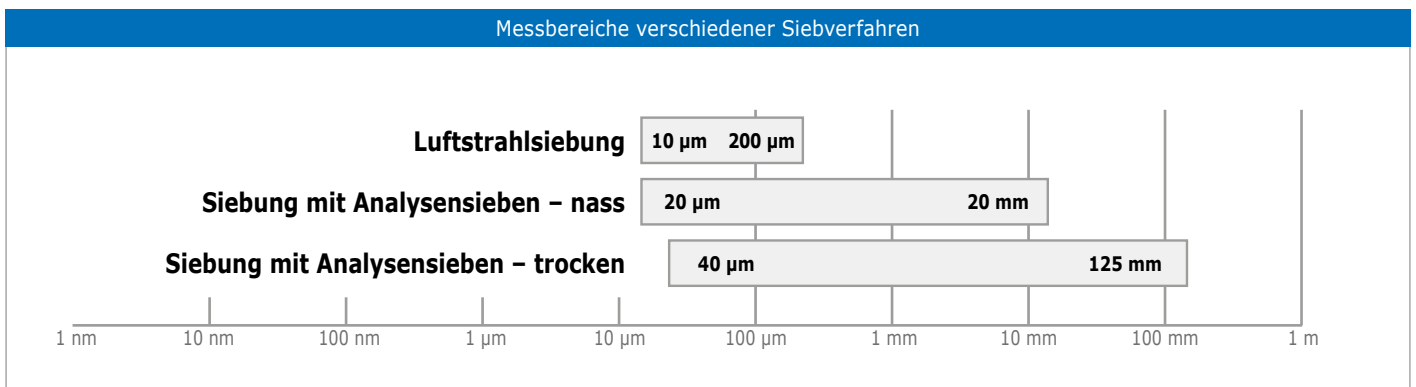 Messbereiche verschiedener Siebverfahren
Luftstrahlsiebung 10 µm 200 µm
Siebung mit Analysensieben – nass 20 µm 20 mm
Siebung mit Analysensieben – trocken 40 µm 125 mm
1 nm 10 nm 100 nm 1 µm 10 µm 100 µm 1 mm 10 mm 100 mm 1 m